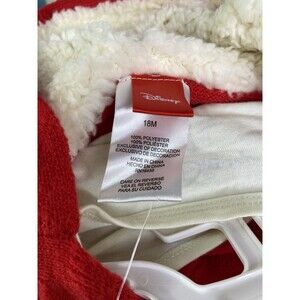 Disney
18M
100% POLYESTER
100% POLIÉSTER
EXCLUSIVE OF DECORATION
EXCLUSIVO DE DECORACIÓN
MADE IN CHINA
HECHO EN CHINA
CARE ON REVERSE
VEA EL REVERSO
PARA SU CUIDADO